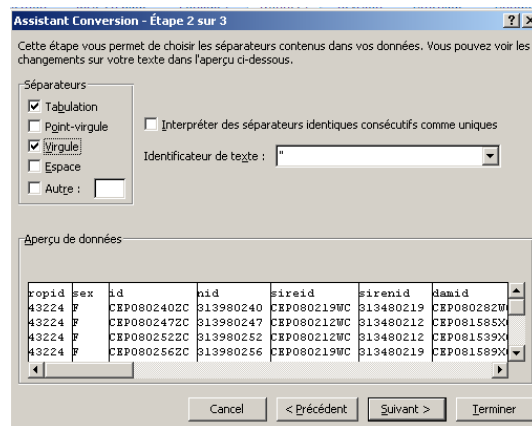 Assistant Conversion - Étape 2 sur 3
Cette étape vous permet de choisir les séparateurs contenus dans vos données. Vous pouvez voir les
changements sur votre texte dans l'aperçu ci-dessous.
Séparateurs
Tabulation
Point-virgule
Virgule
Espace
Autre :
Interpréter des séparateurs identiques consécutifs comme uniques
Identificateur de texte : "
Aperçu de données
ropid sex id nid sireid sirenid damid
43224 F CEP080240ZC 313980240 CEP080219WC 313480219 CEP080282W
43224 F CEP080247ZC 313980247 CEP080212WC 313480212 CEP081585X
43224 F CEP080252ZC 313980252 CEP080212WC 313480212 CEP081539X
43224 F CEP080256ZC 313980256 CEP080219WC 313480219 CEP081589X
Cancel < Précédent Suivant > Terminer